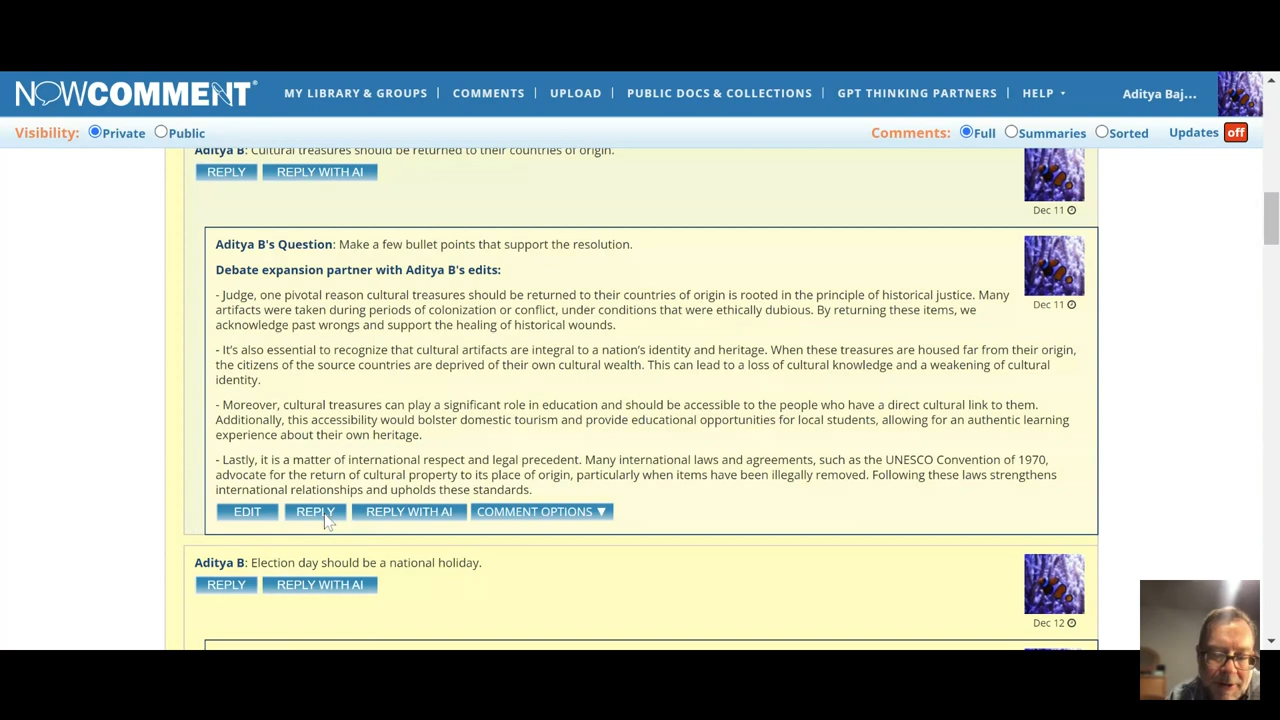 NOWCOMMENT®
MY LIBRARY & GROUPS | COMMENTS | UPLOAD | PUBLIC DOCS & COLLECTIONS | GPT THINKING PARTNERS | HELP
Aditya Baj...
Visibility: Private Public
Comments: Full Summaries Sorted Updates off
Aditya B: Cultural treasures should be returned to their countries of origin.
REPLY REPLY WITH AI
Dec 11
Aditya B's Question: Make a few bullet points that support the resolution.
Debate expansion partner with Aditya B's edits:
Dec 11
- Judge, one pivotal reason cultural treasures should be returned to their countries of origin is rooted in the principle of historical justice. Many
artifacts were taken during periods of colonization or conflict, under conditions that were ethically dubious. By returning these items, we
acknowledge past wrongs and support the healing of historical wounds.
- It's also essential to recognize that cultural artifacts are integral to a nation's identity and heritage. When these treasures are housed far from their origin,
the citizens of the source countries are deprived of their own cultural wealth. This can lead to a loss of cultural knowledge and a weakening of cultural
identity.
- Moreover, cultural treasures can play a significant role in education and should be accessible to the people who have a direct cultural link to them.
Additionally, this accessibility would bolster domestic tourism and provide educational opportunities for local students, allowing for an authentic learning
experience about their own heritage.
- Lastly, it is a matter of international respect and legal precedent. Many international laws and agreements, such as the UNESCO Convention of 1970,
advocate for the return of cultural property to its place of origin, particularly when items have been illegally removed. Following these laws strengthens
international relationships and upholds these standards.
EDIT REPLY REPLY WITH AI COMMENT OPTIONS ▼
Aditya B: Election day should be a national holiday.
REPLY REPLY WITH AI
Dec 12